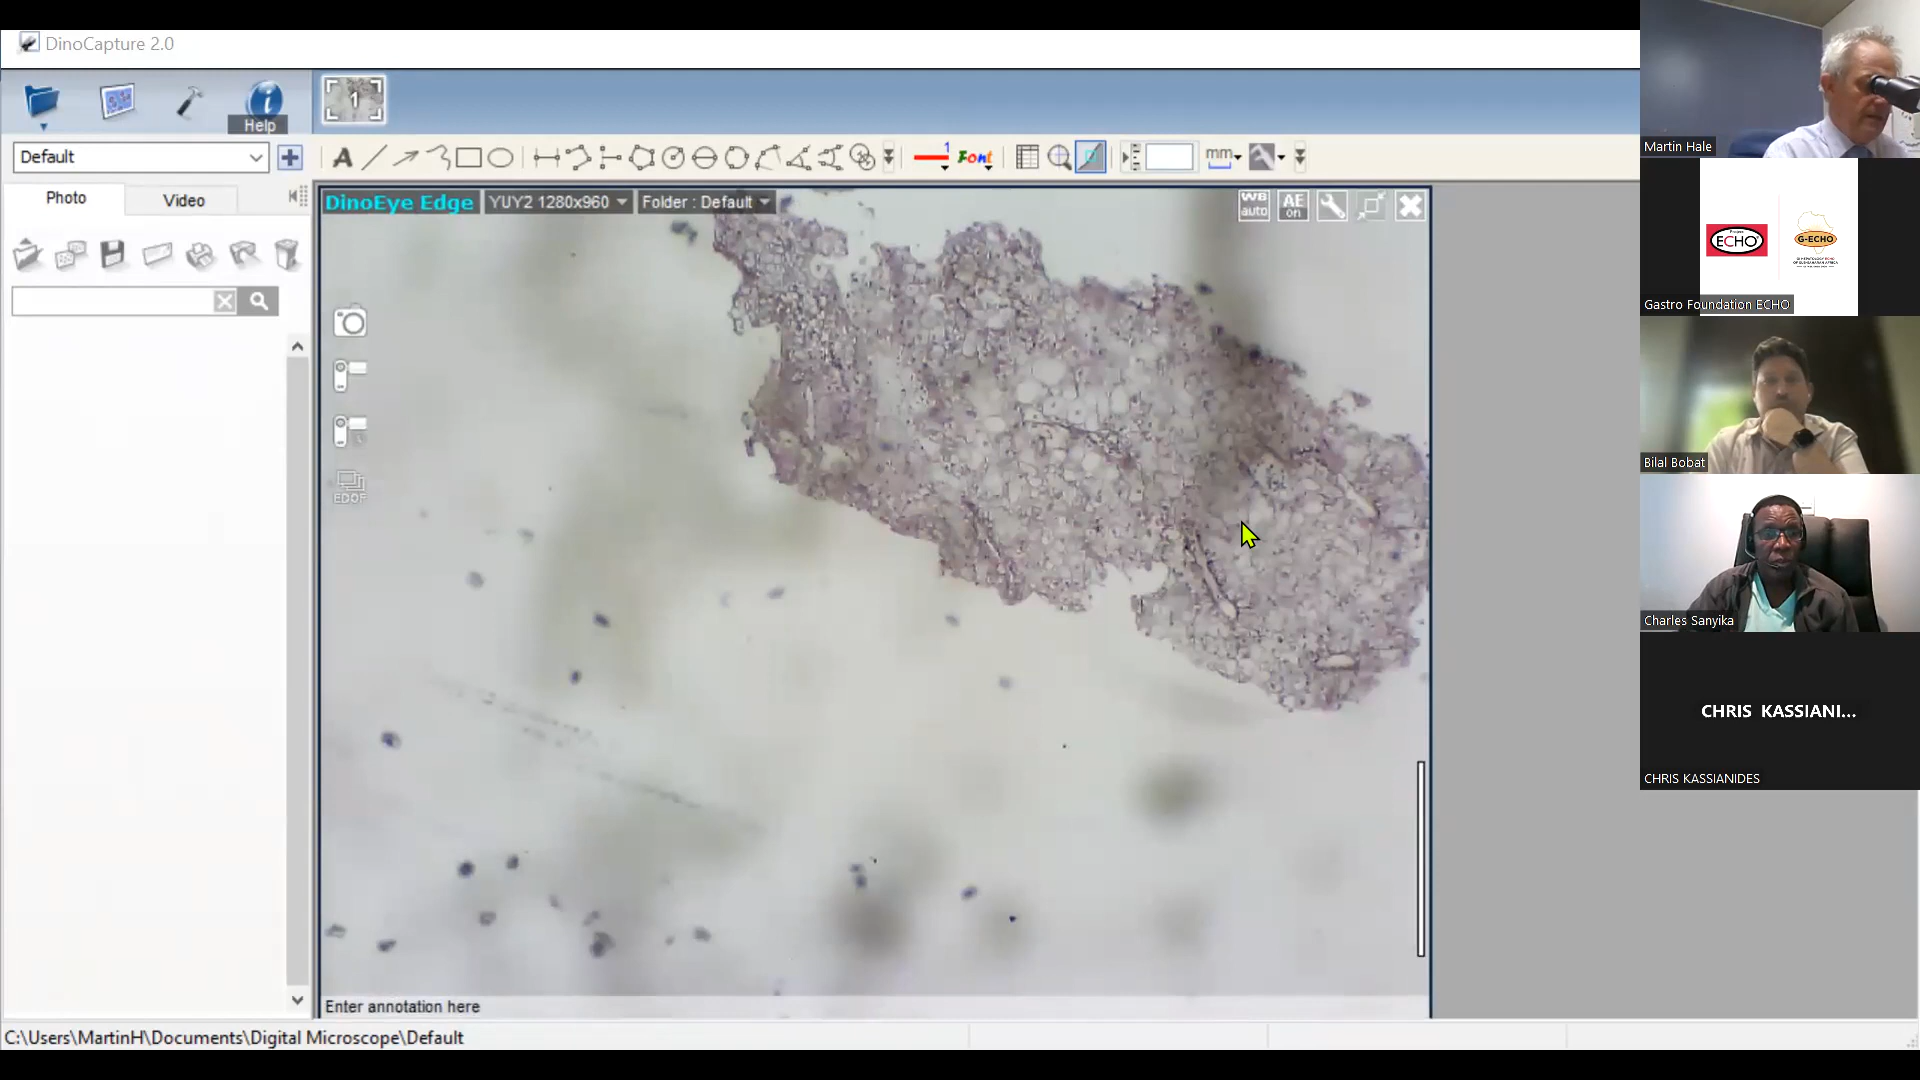 DinoCapture 2.0
Help
1
Default
A
1
Font
mm
Photo
Video
DinoEye Edge
YUY2 1280x960
Folder : Default
WB
auto
AE
on
EDOF
Enter annotation here
C:\Users\MartinH\Documents\Digital Microscope\Default
Martin Hale
Project
ECHO
G-ECHO
Gastro Foundation ECHO
Bilal Bobat
Charles Sanyika
CHRIS KASSIANI...
CHRIS KASSIANIDES